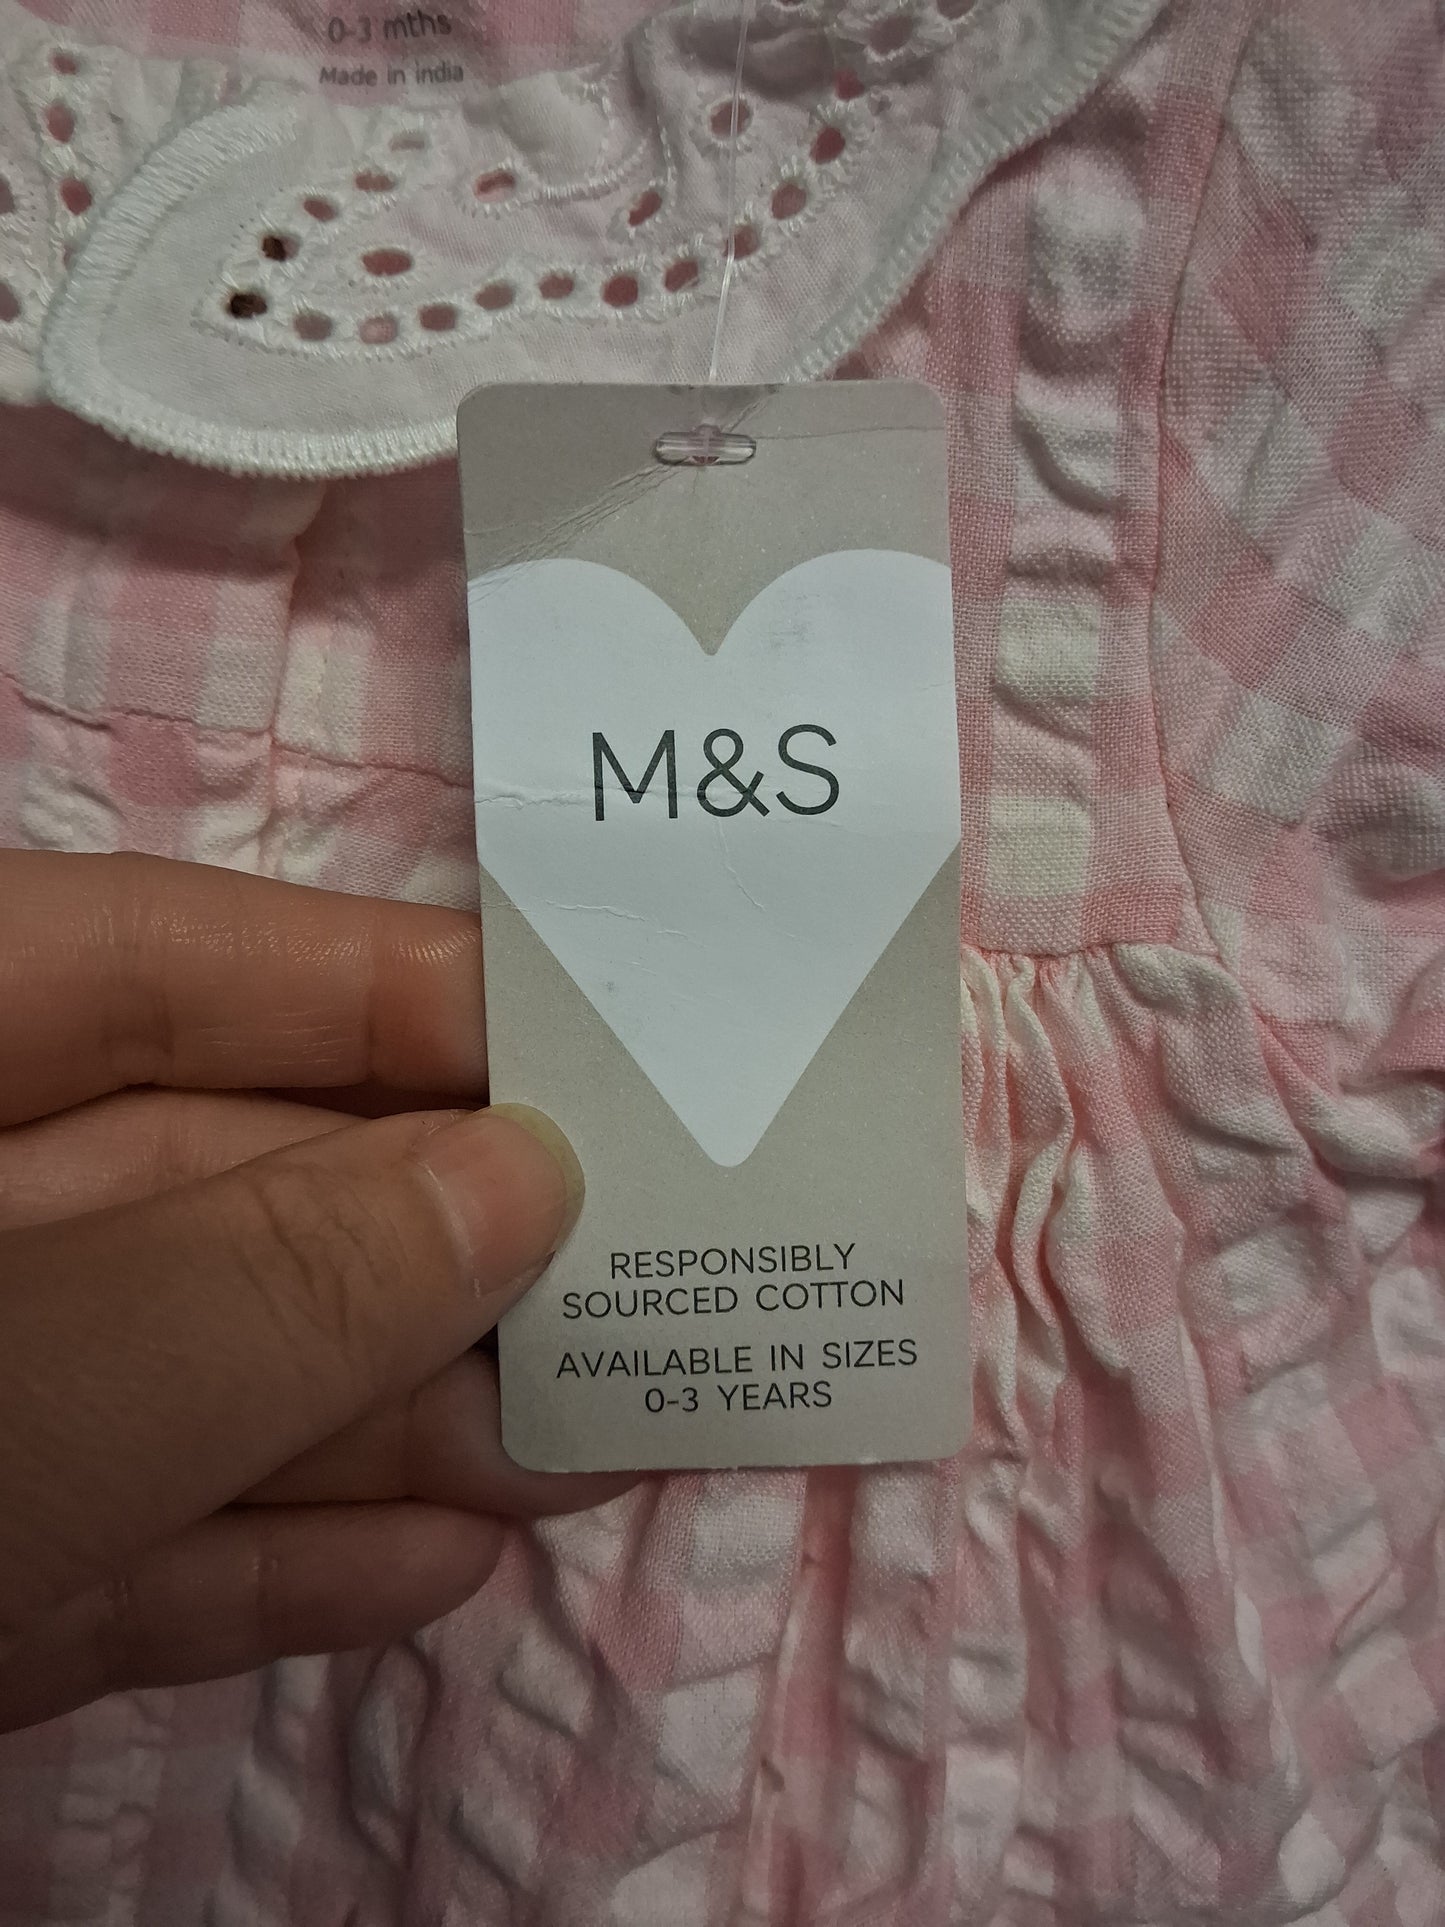 0-3 mths
Made in india
M&S
RESPONSIBLY
SOURCED COTTON
AVAILABLE IN SIZES
0-3 YEARS